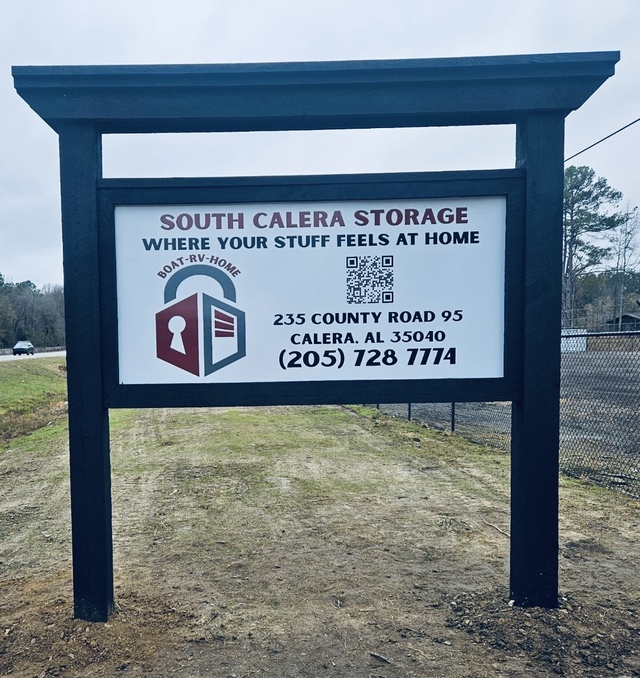 SOUTH CALERA STORAGE
WHERE YOUR STUFF FEELS AT HOME
BOAT-RV-HOME
235 COUNTY ROAD 95
CALERA, AL 35040
(205) 728 7774